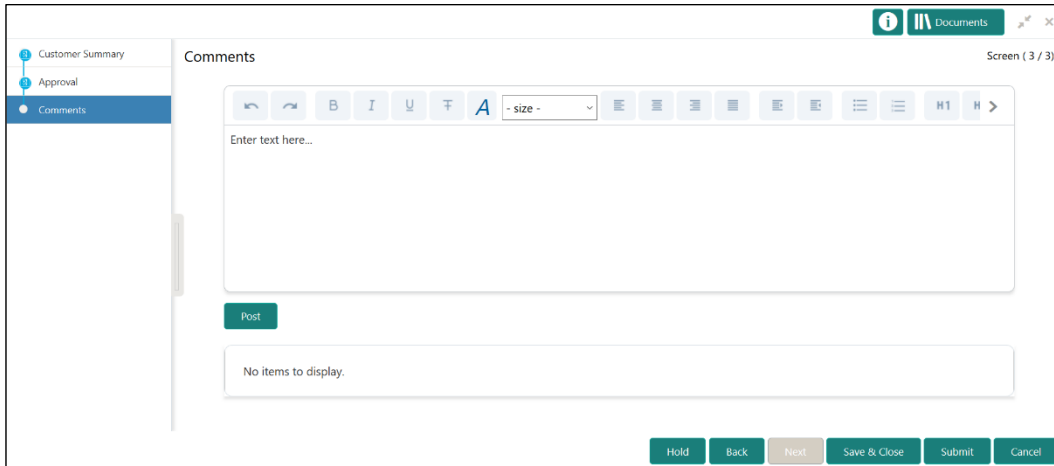 Documents
Customer Summary
Approval
Comments
Comments
Screen ( 3 / 3)
B I U T A - size - H1 H
Enter text here...
Post
No items to display.
Hold Back Next Save & Close Submit Cancel